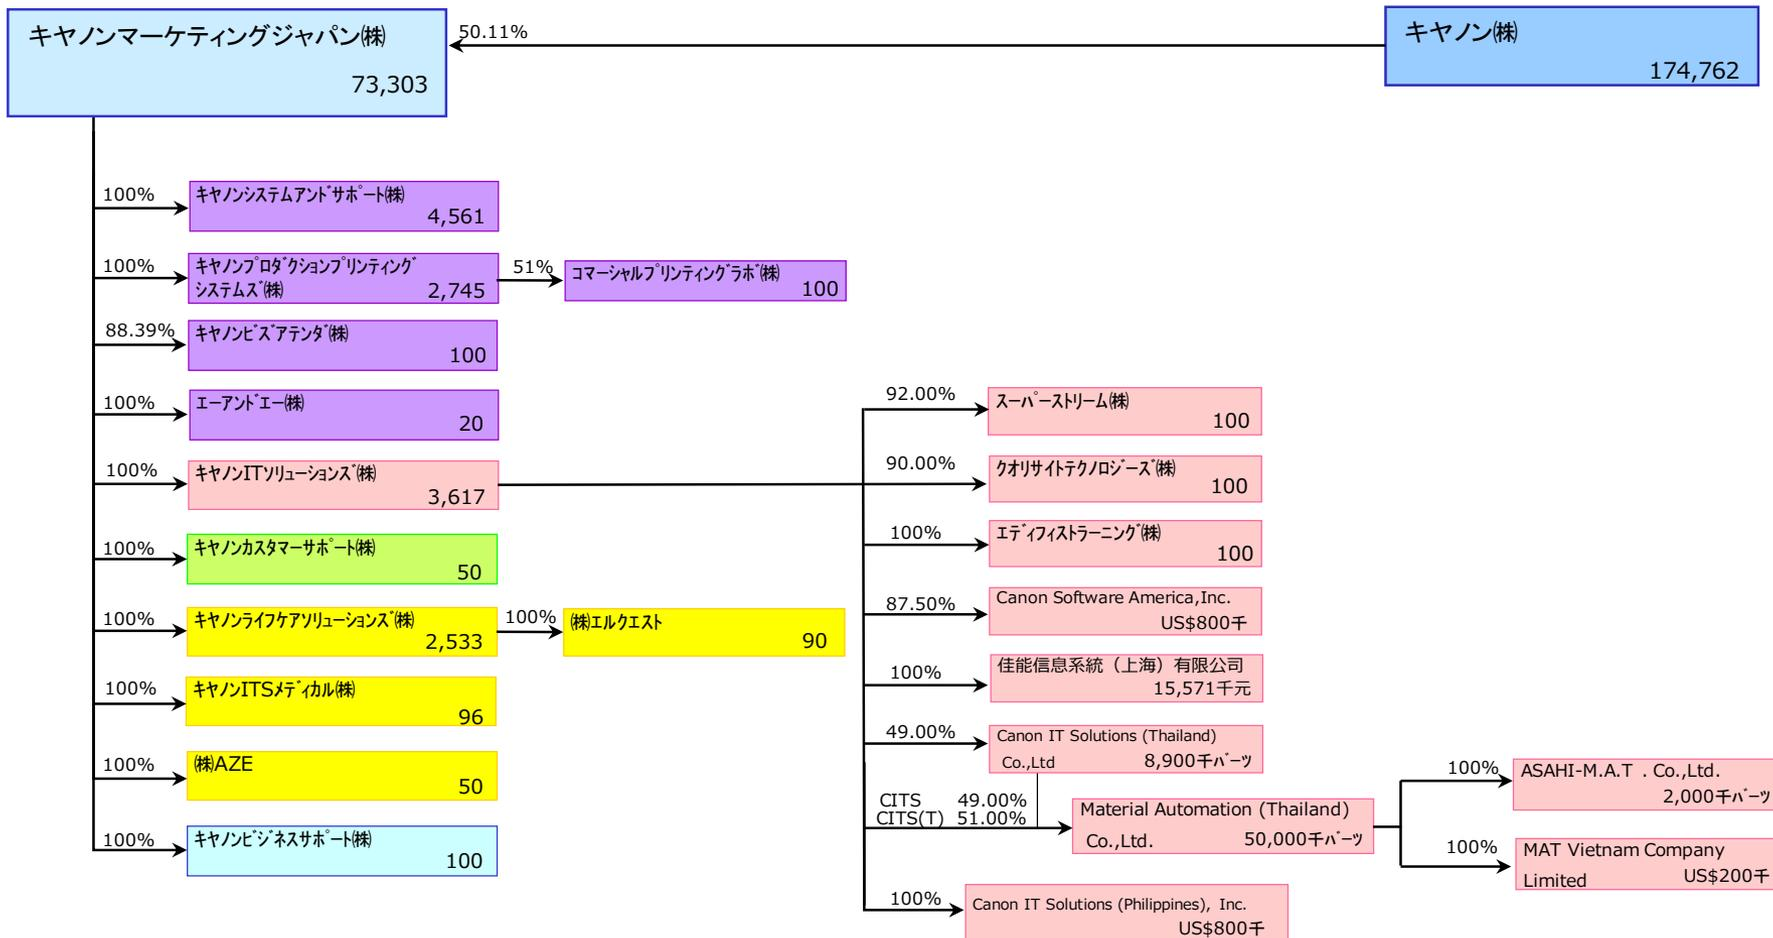 キヤノンマーケティングジャパン㈱
73,303
50.11%
キヤノン㈱
174,762
100%
ｷﾔﾉﾝｼｽﾃﾑｱﾝﾄﾞｻﾎﾟｰﾄ㈱
4,561
100%
ｷﾔﾉﾝﾌﾟﾛﾀﾞｸｼｮﾝﾌﾟﾘﾝﾃｨﾝｸﾞ
ｼｽﾃﾑｽﾞ㈱ 2,745
51%
ｺﾏｰｼｬﾙﾌﾟﾘﾝﾃｨﾝｸﾞﾗﾎﾞ㈱
100
88.39%
ｷﾔﾉﾝﾋﾞｽﾞｱﾃﾝﾀﾞ㈱
100
100%
ｴｰｱﾝﾄﾞｴｰ㈱
20
100%
ｷﾔﾉﾝITｿﾘｭｰｼｮﾝｽﾞ㈱
3,617
100%
ｷﾔﾉﾝｶｽﾀﾏｰｻﾎﾟｰﾄ㈱
50
100%
ｷﾔﾉﾝﾗｲﾌｹｱｿﾘｭｰｼｮﾝｽﾞ㈱
2,533
100%
㈱ｴﾙｸｴｽﾄ
90
100%
ｷﾔﾉﾝITSﾒﾃﾞｨｶﾙ㈱
96
100%
㈱AZE
50
100%
ｷﾔﾉﾝﾋﾞｼﾞﾈｽｻﾎﾟｰﾄ㈱
100
92.00%
ｽｰﾊﾟｰｽﾄﾘｰﾑ㈱
100
90.00%
ｸｵﾘｻｲﾄﾃｸﾉﾛｼﾞｰｽﾞ㈱
100
100%
ｴﾃﾞｨﾌｨｽﾄﾗｰﾆﾝｸﾞ㈱
100
87.50%
Canon Software America,Inc.
US$800千
100%
佳能信息系統（上海）有限公司
15,571千元
49.00%
Canon IT Solutions (Thailand)
Co.,Ltd 8,900千ﾊﾞｰﾂ
CITS 49.00%
CITS(T) 51.00%
Material Automation (Thailand)
Co.,Ltd. 50,000千ﾊﾞｰﾂ
100%
ASAHI-M.A.T . Co.,Ltd.
2,000千ﾊﾞｰﾂ
100%
MAT Vietnam Company
Limited US$200千
100%
Canon IT Solutions (Philippines), Inc.
US$800千